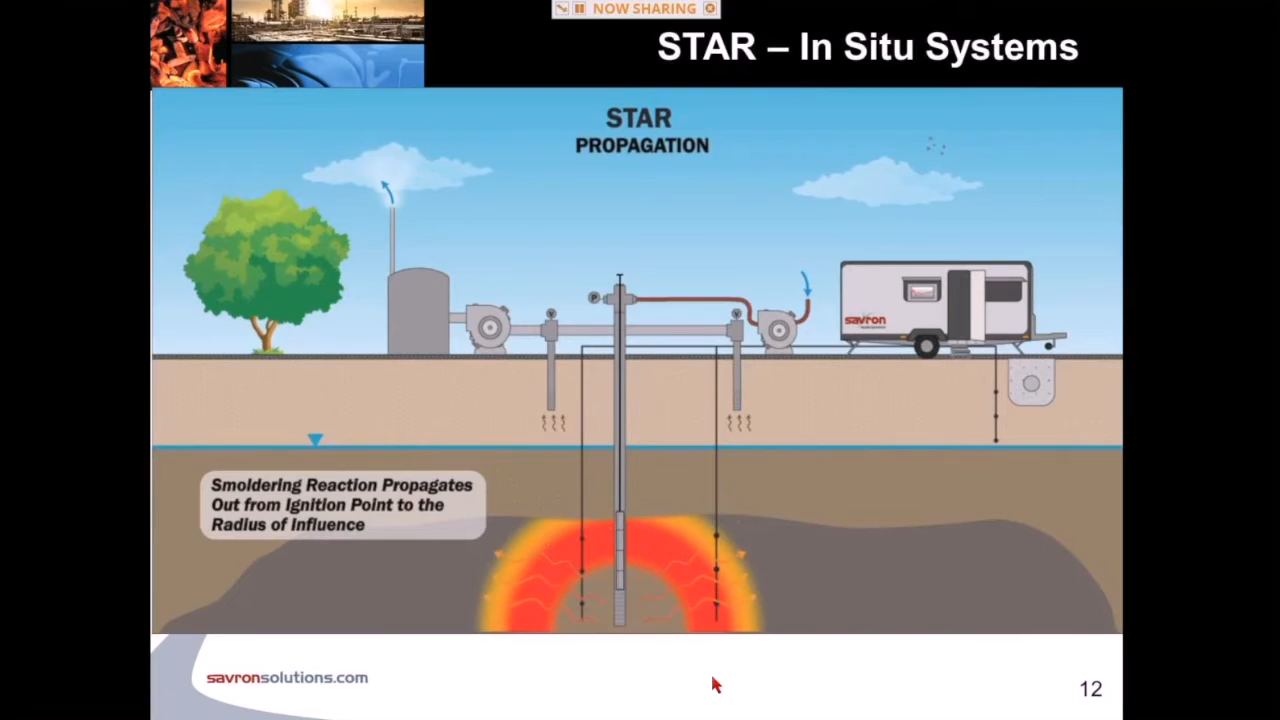 NOW SHARING
STAR – In Situ Systems
STAR
PROPAGATION
P
V
V
savron
Smoldering Reaction Propagates
Out from Ignition Point to the
Radius of Influence
savronsolutions.com
12